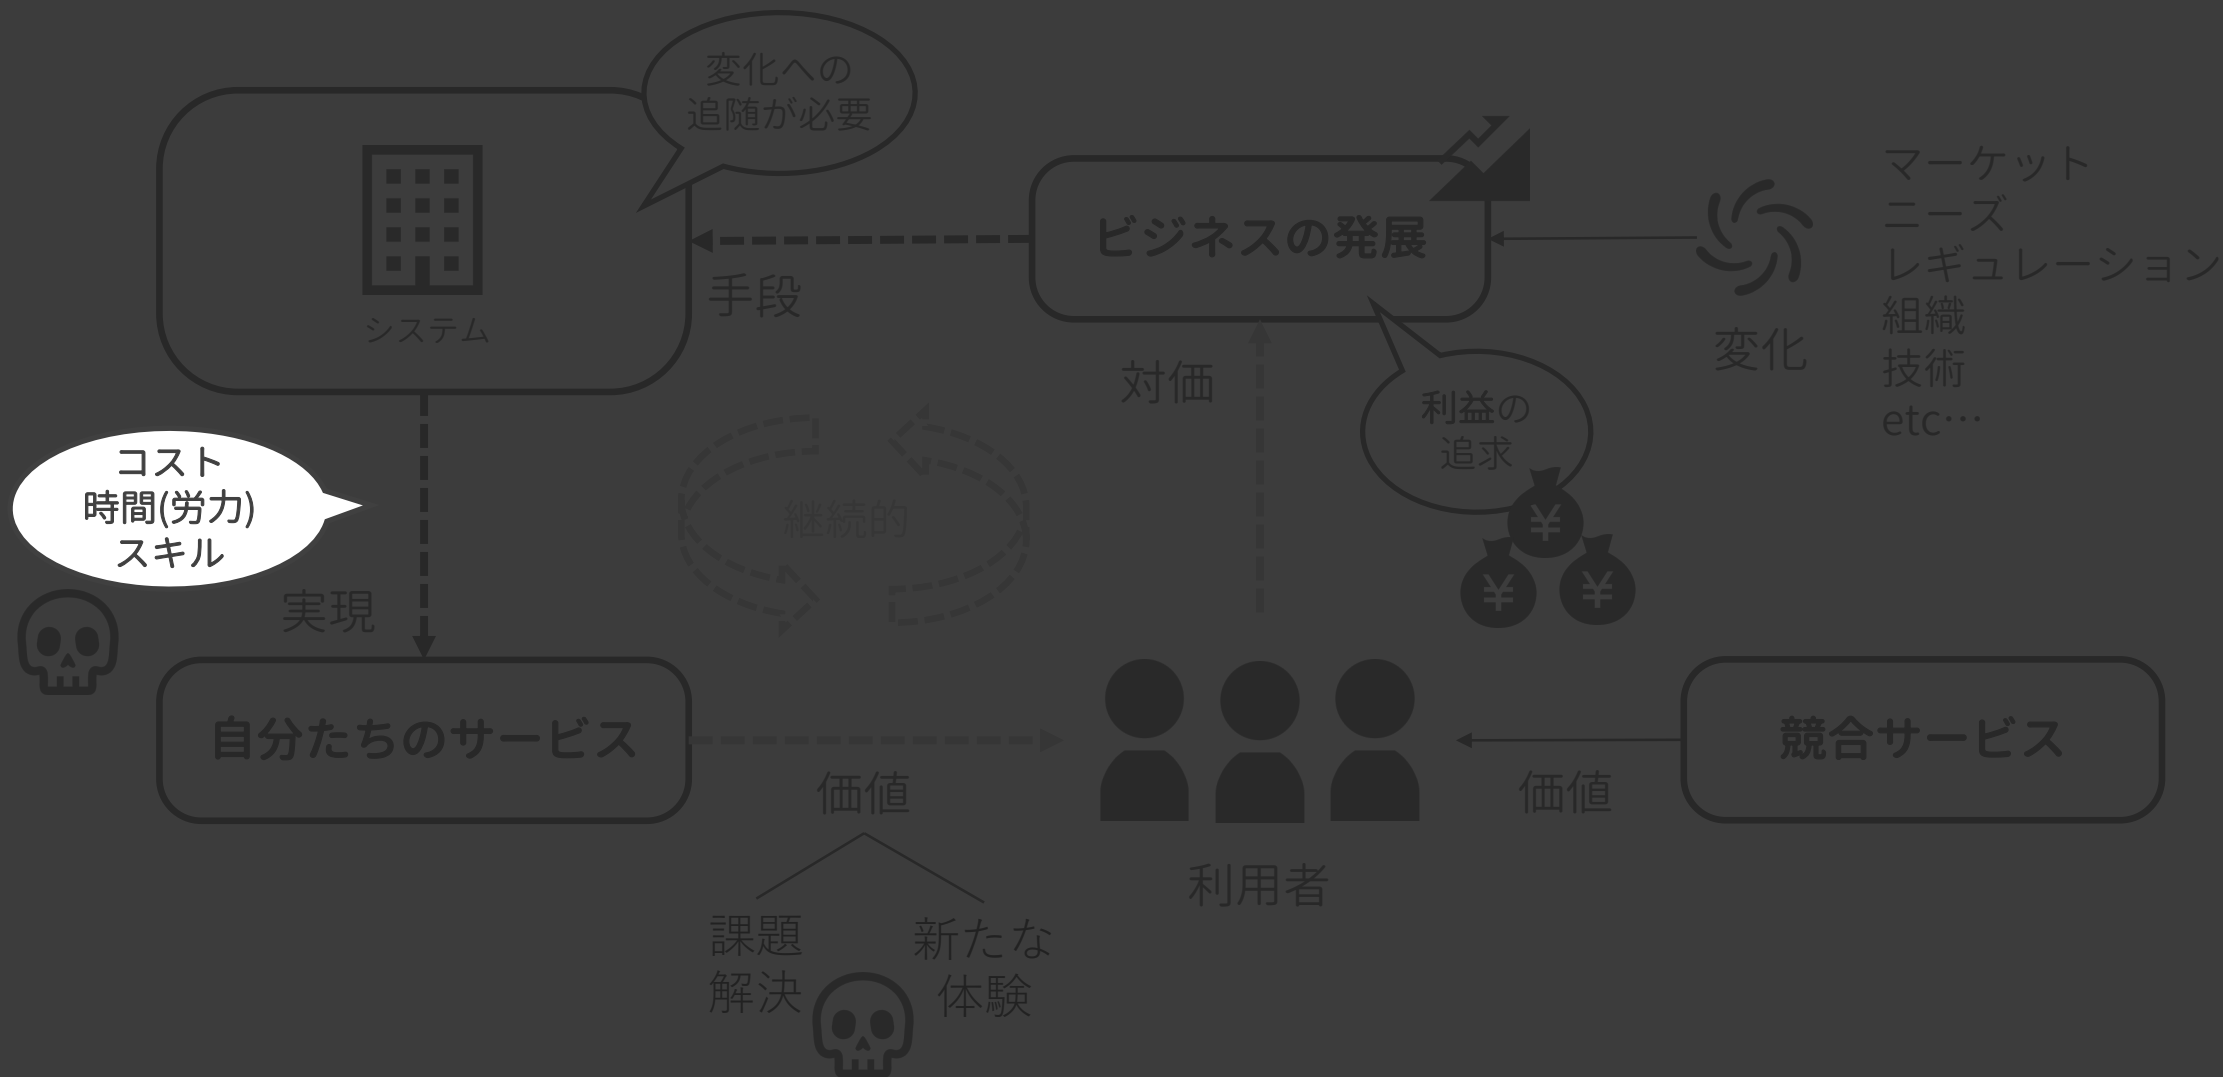 変化への
追随が必要
システム
手段
ビジネスの発展
変化
マーケット
ニーズ
レギュレーション
組織
技術
etc…
対価
利益の
追求
¥
¥
¥
継続的
コスト
時間(労力)
スキル
実現
自分たちのサービス
価値
課題
解決
新たな
体験
利用者
価値
競合サービス